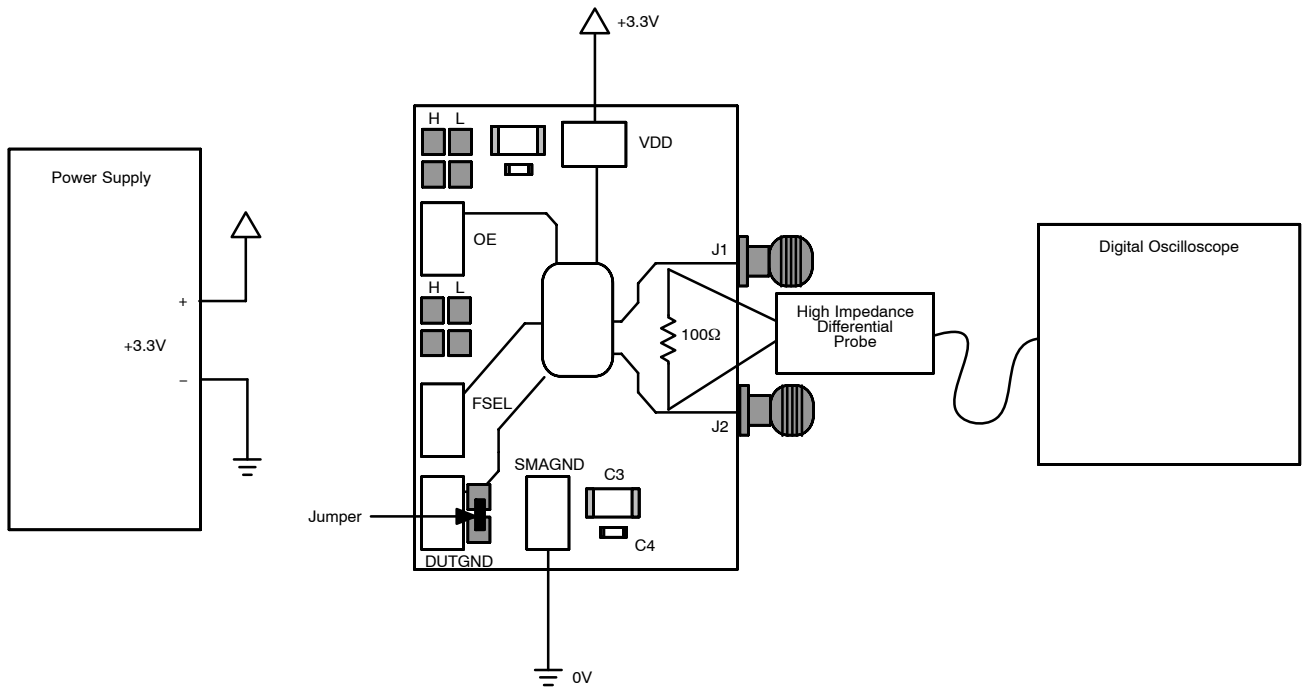 +3.3V
H L
VDD
Power Supply
OE
J1
Digital Oscilloscope
H L
+
High Impedance
Differential
Probe
100Ω
+3.3V
−
FSEL
J2
SMAGND
C3
Jumper
C4
DUTGND
0V